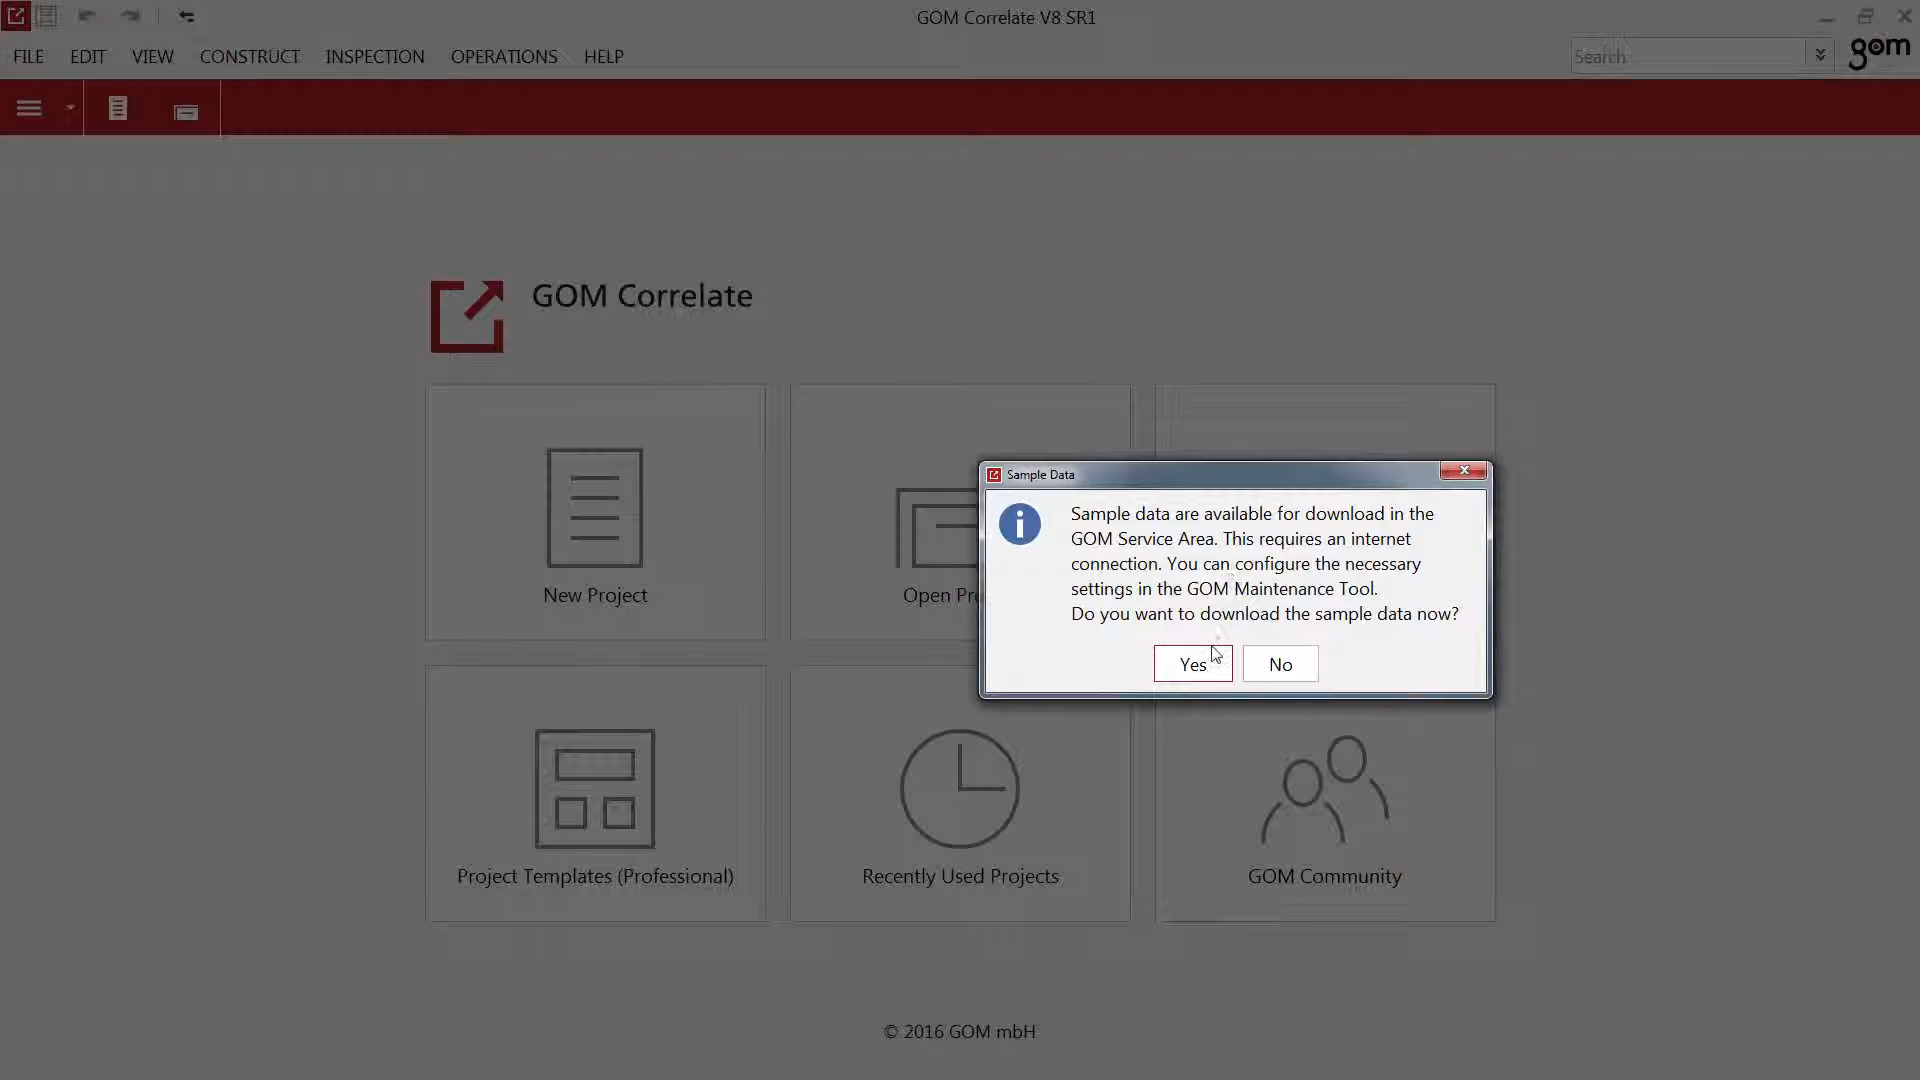 GOM Correlate V8 SR1
FILE EDIT VIEW CONSTRUCT INSPECTION OPERATIONS HELP
Search
gom
GOM Correlate
Sample Data
Sample data are available for download in the
GOM Service Area. This requires an internet
connection. You can configure the necessary
settings in the GOM Maintenance Tool.
Do you want to download the sample data now?
Yes No
New Project
Open Pr
Project Templates (Professional)
Recently Used Projects
GOM Community
© 2016 GOM mbH